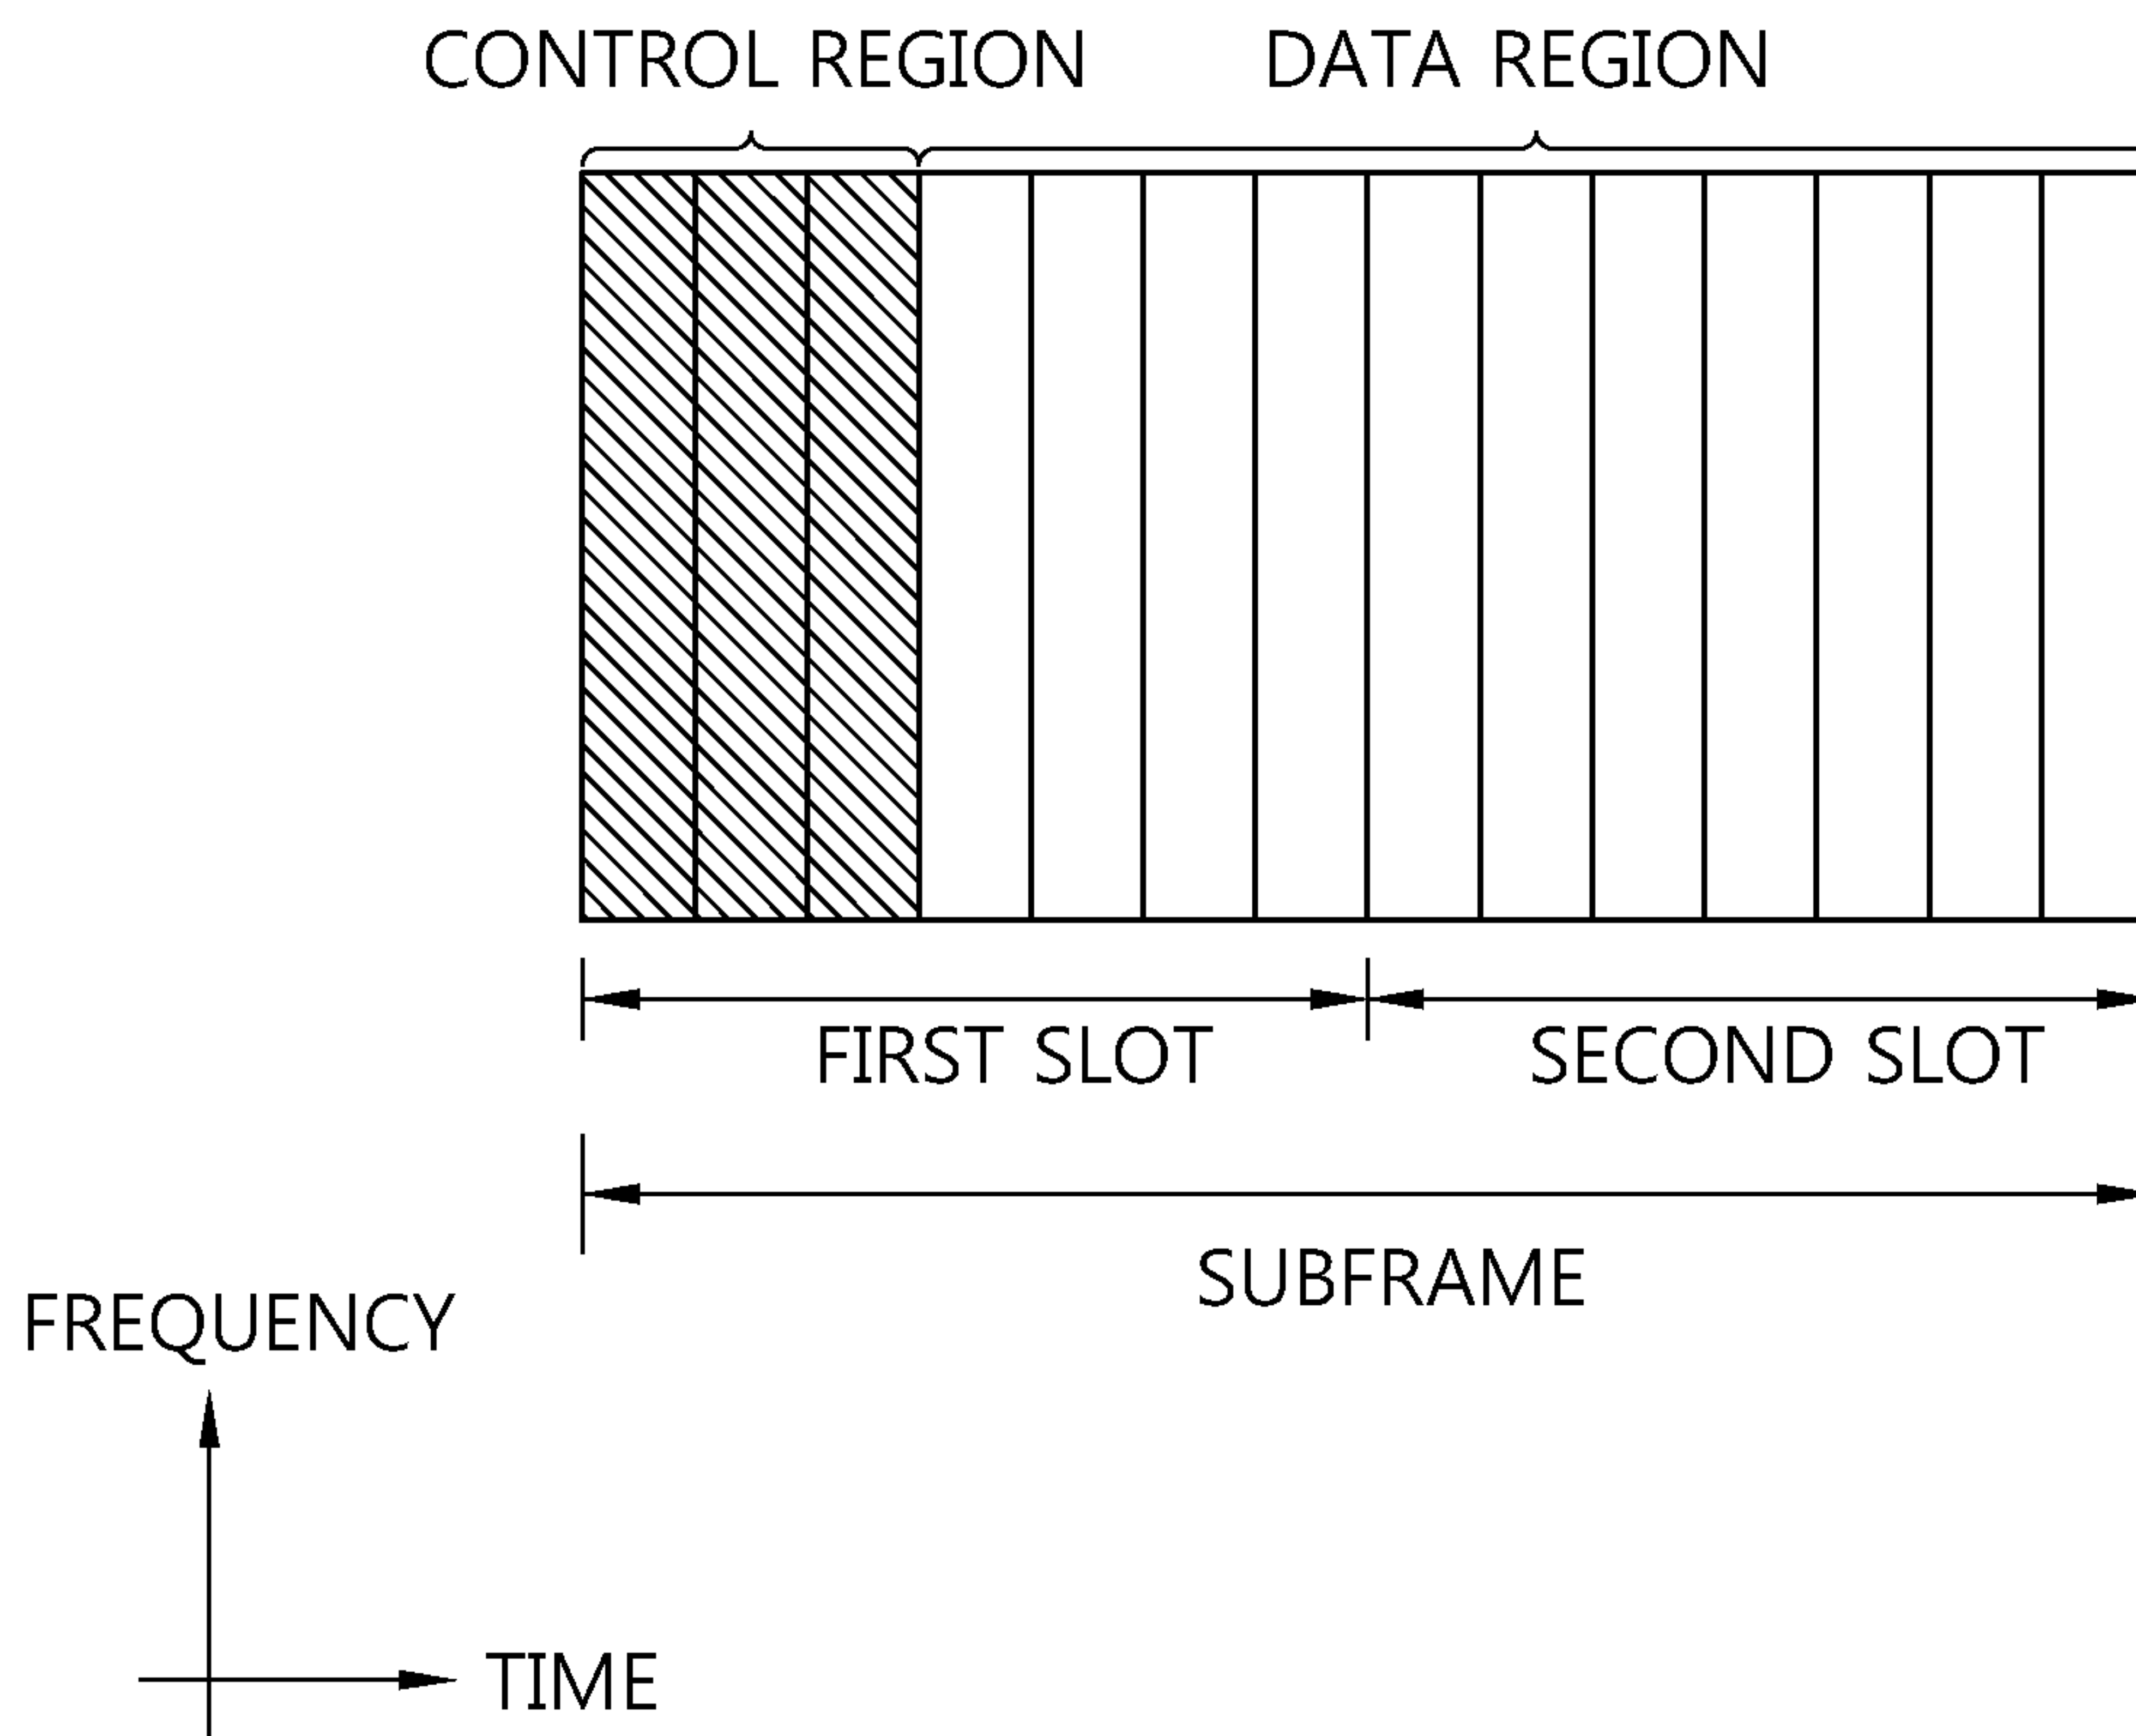 CONTROL REGION DATA REGION
FIRST SLOT SECOND SLOT
SUBFRAME
FREQUENCY
TIME